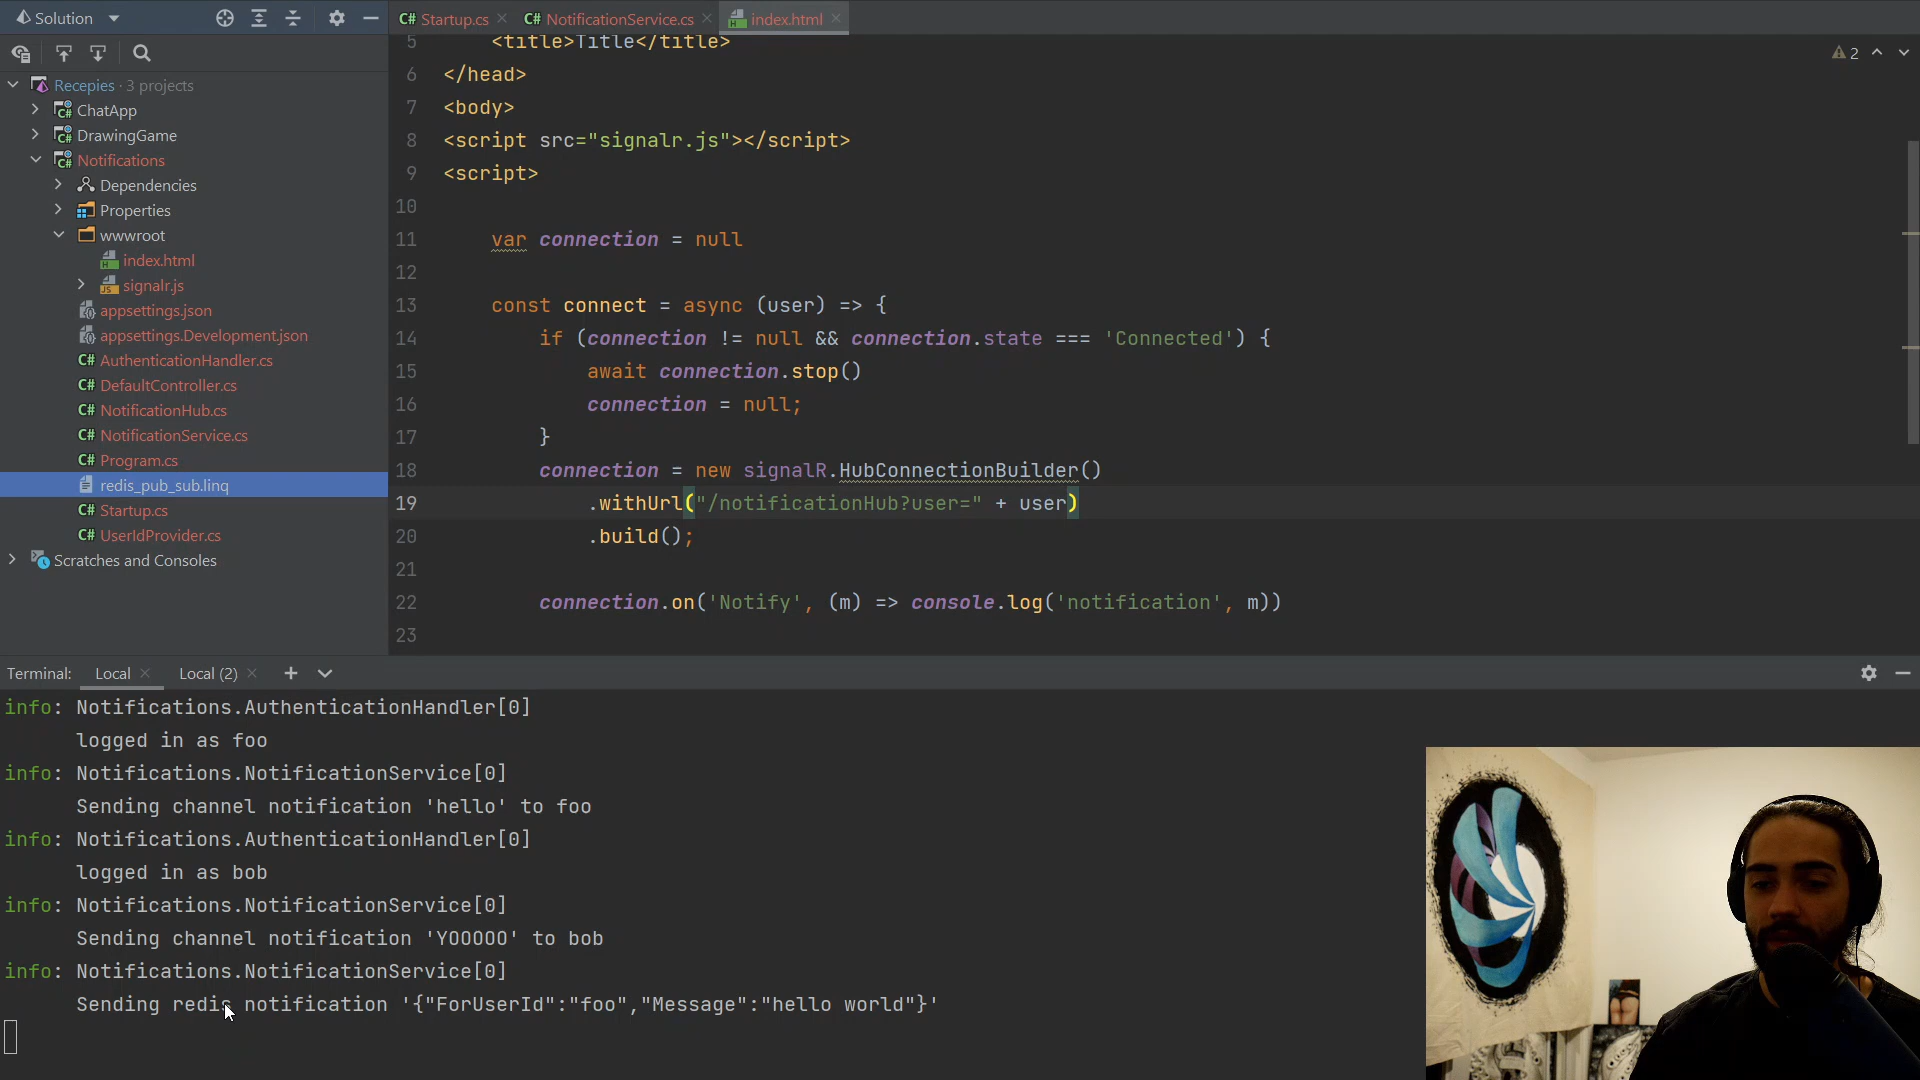 Solution
Recepies · 3 projects
ChatApp
DrawingGame
Notifications
Dependencies
Properties
wwwroot
index.html
signalr.js
appsettings.json
appsettings.Development.json
C# AuthenticationHandler.cs
C# DefaultController.cs
C# NotificationHub.cs
C# NotificationService.cs
C# Program.cs
redis_pub_sub.linq
C# Startup.cs
C# UserIdProvider.cs
Scratches and Consoles
C# Startup.cs C# NotificationService.cs index.html
2
5 <title>Title</title>
6 </head>
7 <body>
8 <script src="signalr.js"></script>
9 <script>
10
11 var connection = null
12
13 const connect = async (user) => {
14 if (connection != null && connection.state === 'Connected') {
15 await connection.stop()
16 connection = null;
17 }
18 connection = new signalR.HubConnectionBuilder()
19 .withUrl("/notificationHub?user=" + user)
20 .build();
21
22 connection.on('Notify', (m) => console.log('notification', m))
23
Terminal: Local Local (2)
info: Notifications.AuthenticationHandler[0]
logged in as foo
info: Notifications.NotificationService[0]
Sending channel notification 'hello' to foo
info: Notifications.AuthenticationHandler[0]
logged in as bob
info: Notifications.NotificationService[0]
Sending channel notification 'YOOOOO' to bob
info: Notifications.NotificationService[0]
Sending redis notification '{"ForUserId":"foo","Message":"hello world"}'